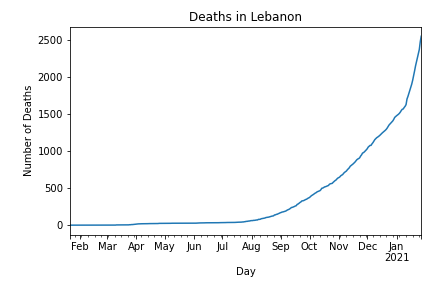 Deaths in Lebanon
Number of Deaths
2500
2000
1500
1000
500
0
Feb Mar Apr May Jun Jul Aug Sep Oct Nov Dec Jan
2021
Day